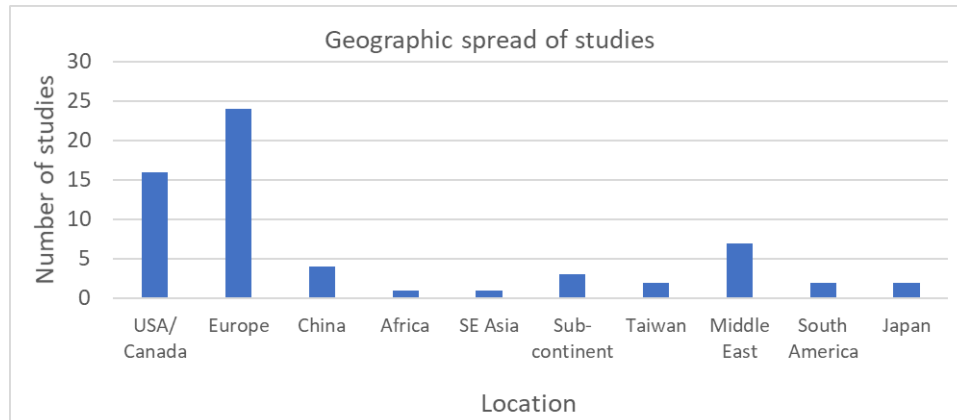 Geographic spread of studies
30
25
20
15
10
5
0
Number of studies
USA/
Canada
Europe
China
Africa
SE Asia
Sub-
continent
Taiwan
Middle
East
South
America
Japan
Location